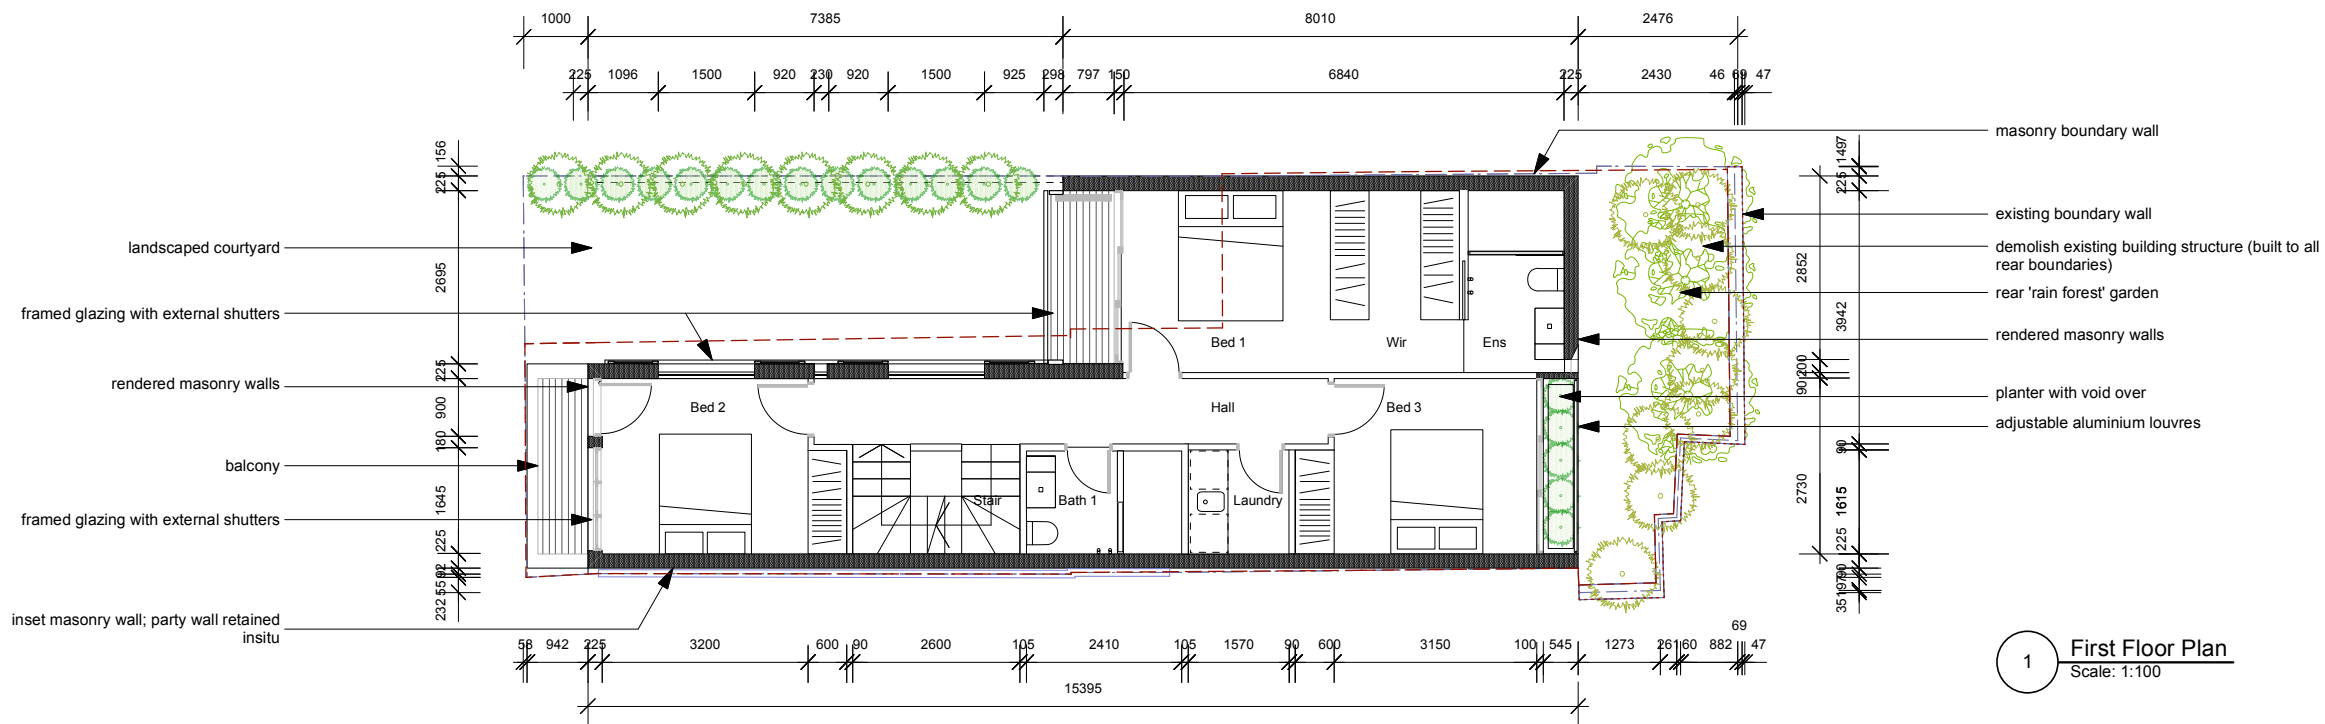 1000 7385 8010 2476
225 1096 1500 920 230 920 1500 925 298 797 150 6840 225 2430 46 69 47
masonry boundary wall
existing boundary wall
demolish existing building structure (built to all
rear boundaries)
rear 'rain forest' garden
rendered masonry walls
planter with void over
adjustable aluminium louvres
landscaped courtyard
framed glazing with external shutters
rendered masonry walls
balcony
framed glazing with external shutters
inset masonry wall; party wall retained
insitu
156
225
2695
225
900
180
1645
225
92
55
232
Bed 1
Wir
Ens
Bed 2
Hall
Bed 3
Stair
Bath 1
Laundry
2852
200
90
2730
1497
225
3942
90
1615
225
90
97
351
58 942 225 3200 600 90 2600 105 2410 105 1570 90 600 3150 100 545 1273 261 60 882 69 47
15395
1
First Floor Plan
Scale: 1:100